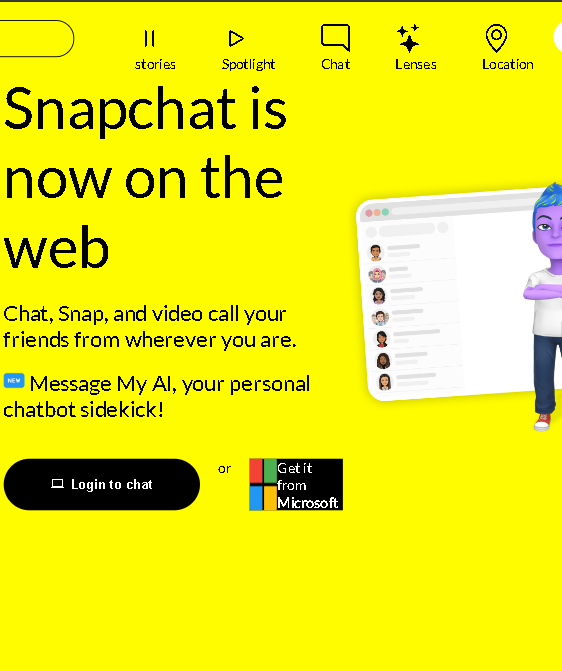 stories Spotlight Chat Lenses Location
Snapchat is
now on the
web
Chat, Snap, and video call your
friends from wherever you are.
NEW Message My AI, your personal
chatbot sidekick!
Login to chat or Get it
from
Microsoft